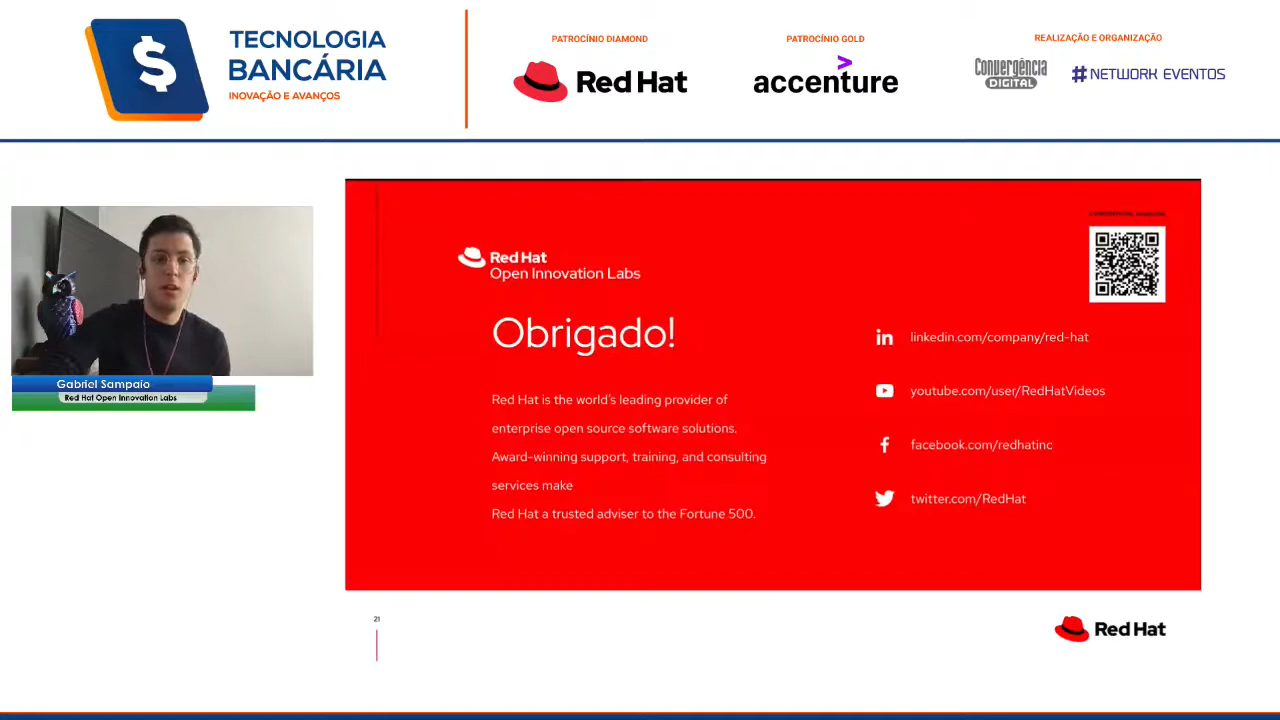 $
TECNOLOGIA
BANCÁRIA
INOVAÇÃO E AVANÇOS
PATROCÍNIO DIAMOND
Red Hat
PATROCÍNIO GOLD
accenture
REALIZAÇÃO E ORGANIZAÇÃO
Convergência
DIGITAL
# NETWORK EVENTOS
Gabriel Sampaio
Red Hat Open Innovation Labs
Red Hat
Open Innovation Labs
Obrigado!
Red Hat is the world's leading provider of
enterprise open source software solutions.
Award-winning support, training, and consulting
services make
Red Hat a trusted adviser to the Fortune 500.
linkedin.com/company/red-hat
youtube.com/user/RedHatVideos
facebook.com/redhatinc
twitter.com/RedHat
21
Red Hat